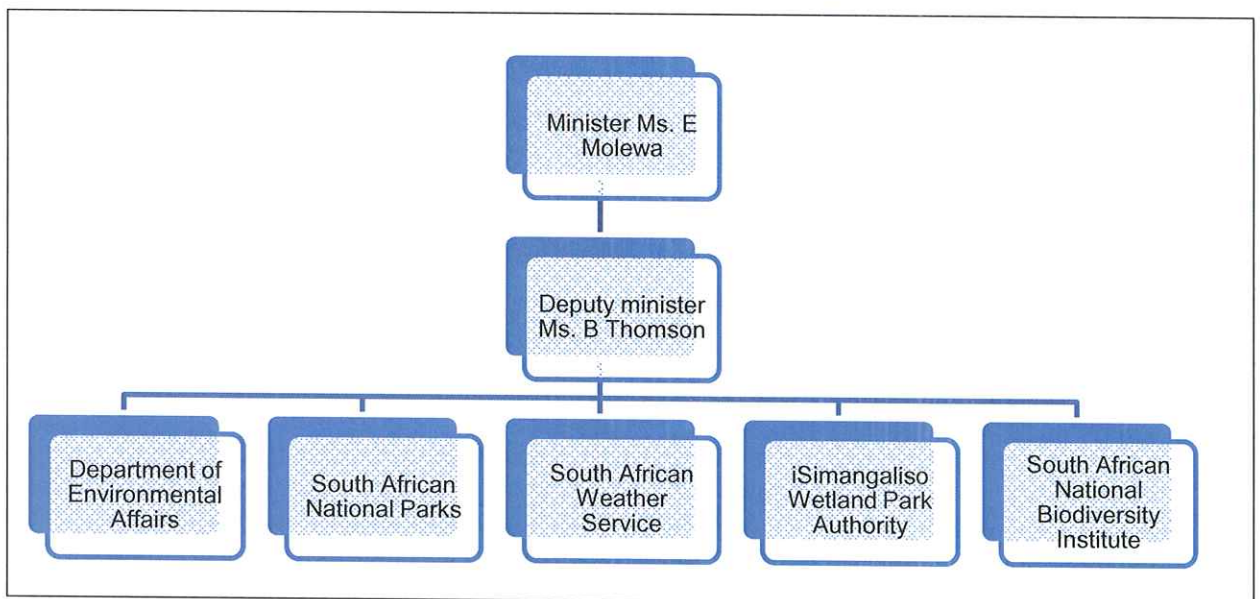 Minister Ms. E
Molewa
Deputy minister
Ms. B Thomson
Department of
Environmental
Affairs
South African
National Parks
South African
Weather
Service
iSimangaliso
Wetland Park
Authority
South African
National
Biodiversity
Institute